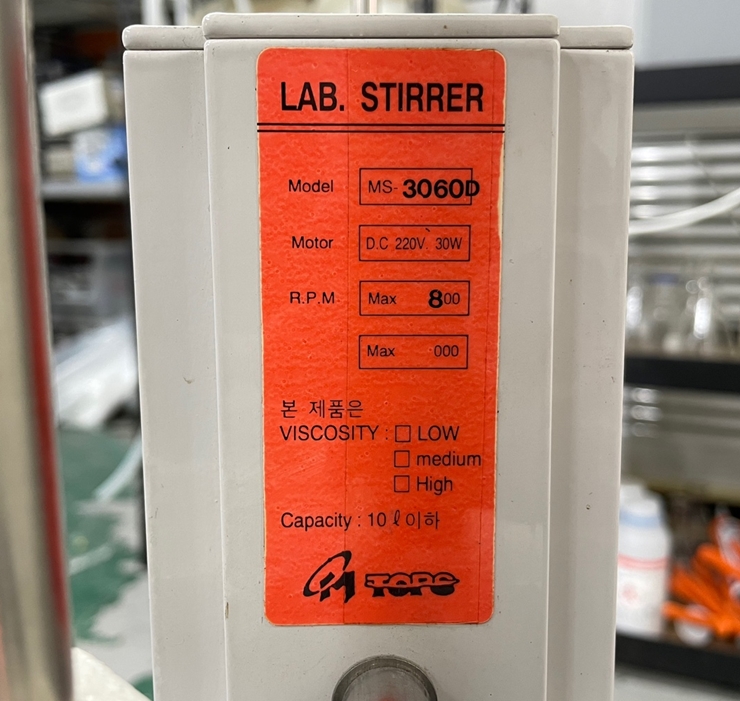 LAB. STIRRER
Model MS- 3060D
Motor D.C 220V 30W
R.P.M Max 800
Max 000
본 제품은
VISCOSITY : □ LOW
□ medium
□ High
Capacity : 10 ℓ 이하
TOPS